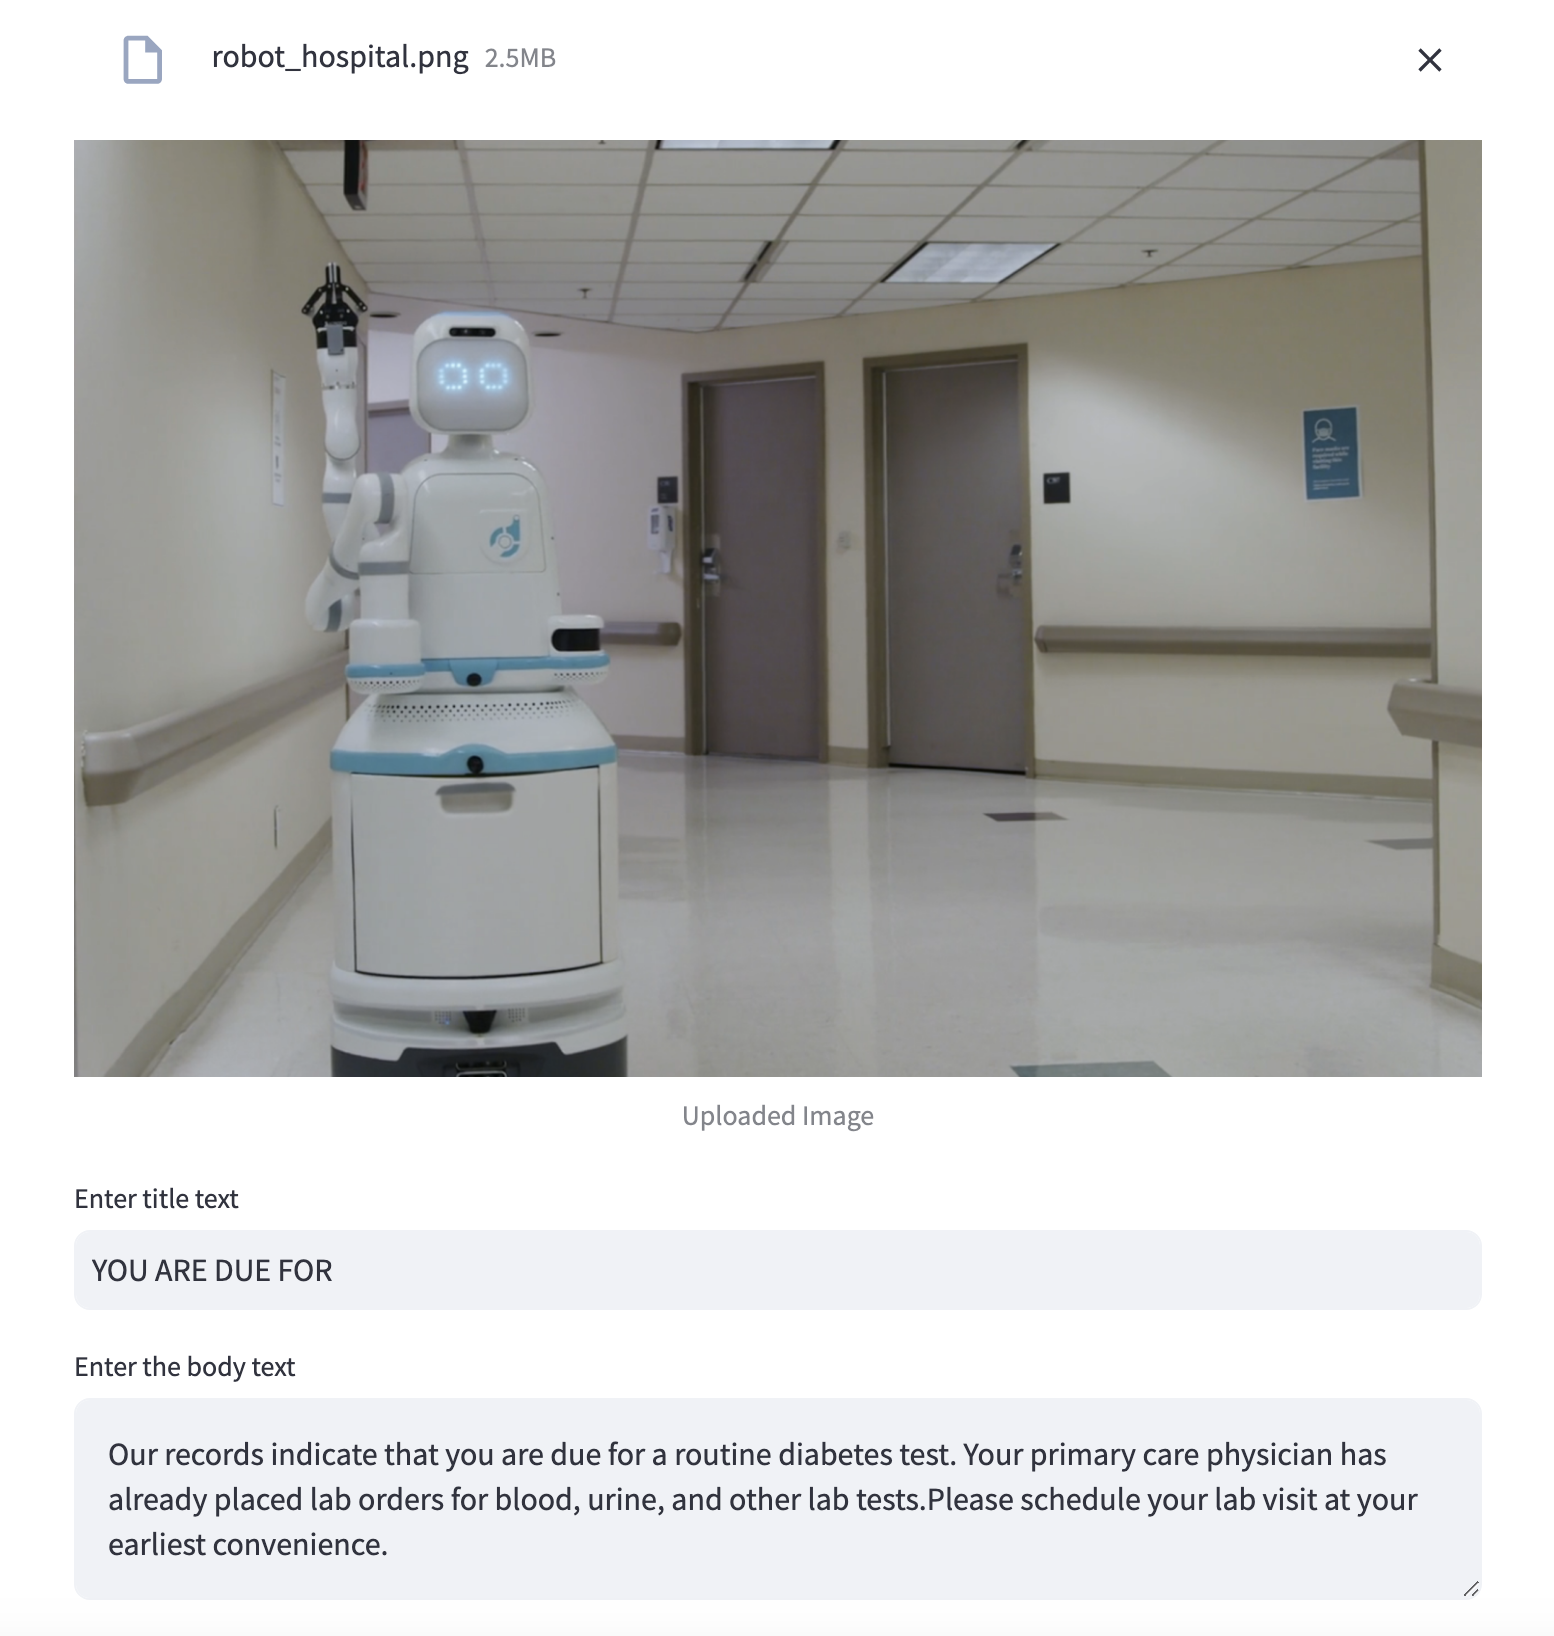 robot_hospital.png 2.5MB
Uploaded Image
Enter title text
YOU ARE DUE FOR
Enter the body text
Our records indicate that you are due for a routine diabetes test. Your primary care physician has
already placed lab orders for blood, urine, and other lab tests.Please schedule your lab visit at your
earliest convenience.